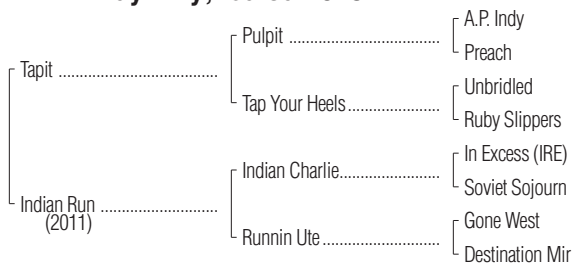 A.P. Indy
Pulpit
Preach
Tapit
Unbridled
Tap Your Heels
Ruby Slippers
In Excess (IRE)
Indian Charlie
Soviet Sojourn
Indian Run
(2011)
Gone West
Runnin Ute
Destination Mir